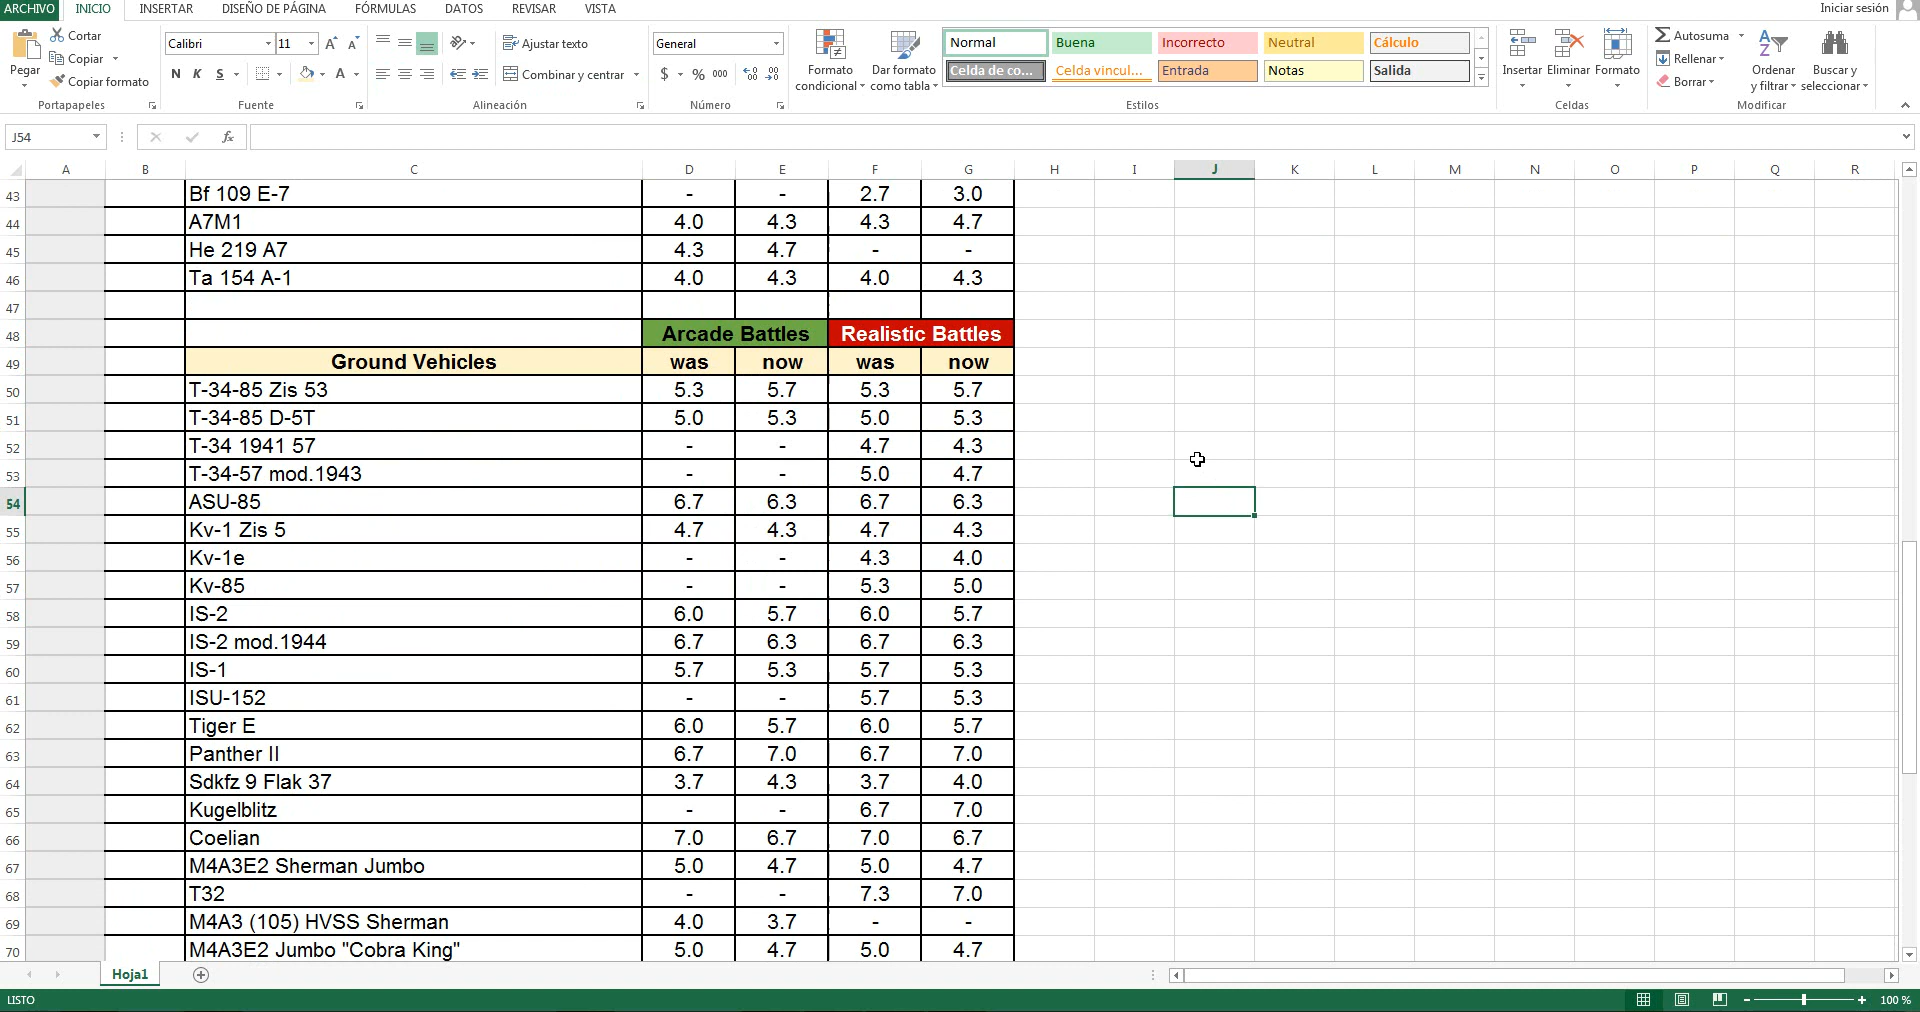 ARCHIVO INICIO INSERTAR DISEÑO DE PÁGINA FÓRMULAS DATOS REVISAR VISTA Iniciar sesión
Pegar Cortar Copiar Copiar formato Portapapeles
Calibri 11 A A N K S A Fuente
Ajustar texto Combinar y centrar Alineación
General $ % 000 Número
Formato condicional Dar formato como tabla
Normal Buena Incorrecto Neutral Cálculo
Celda de co... Celda vincul... Entrada Notas Salida
Estilos
Insertar Eliminar Formato Celdas
Autosuma Rellenar Borrar Ordenar y filtrar Buscar y seleccionar Modificar
J54 fx
A B C D E F G H I J K L M N O P Q R
43 Bf 109 E-7 - - 2.7 3.0
44 A7M1 4.0 4.3 4.3 4.7
45 He 219 A7 4.3 4.7 - -
46 Ta 154 A-1 4.0 4.3 4.0 4.3
47
48 Arcade Battles Realistic Battles
49 Ground Vehicles was now was now
50 T-34-85 Zis 53 5.3 5.7 5.3 5.7
51 T-34-85 D-5T 5.0 5.3 5.0 5.3
52 T-34 1941 57 - - 4.7 4.3
53 T-34-57 mod.1943 - - 5.0 4.7
54 ASU-85 6.7 6.3 6.7 6.3
55 Kv-1 Zis 5 4.7 4.3 4.7 4.3
56 Kv-1e - - 4.3 4.0
57 Kv-85 - - 5.3 5.0
58 IS-2 6.0 5.7 6.0 5.7
59 IS-2 mod.1944 6.7 6.3 6.7 6.3
60 IS-1 5.7 5.3 5.7 5.3
61 ISU-152 - - 5.7 5.3
62 Tiger E 6.0 5.7 6.0 5.7
63 Panther II 6.7 7.0 6.7 7.0
64 Sdkfz 9 Flak 37 3.7 4.3 3.7 4.0
65 Kugelblitz - - 6.7 7.0
66 Coelian 7.0 6.7 7.0 6.7
67 M4A3E2 Sherman Jumbo 5.0 4.7 5.0 4.7
68 T32 - - 7.3 7.0
69 M4A3 (105) HVSS Sherman 4.0 3.7 - -
70 M4A3E2 Jumbo "Cobra King" 5.0 4.7 5.0 4.7
Hoja1
LISTO 100 %